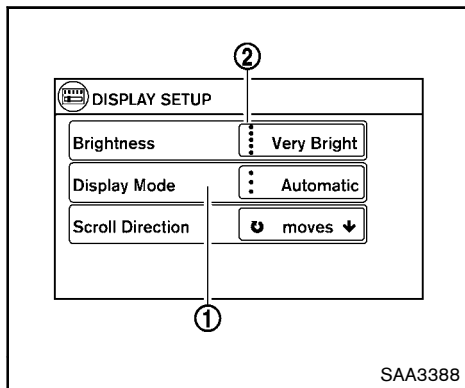 ②
DISPLAY SETUP
Brightness Very Bright
Display Mode Automatic
Scroll Direction ↻ moves ↓
①
SAA3388